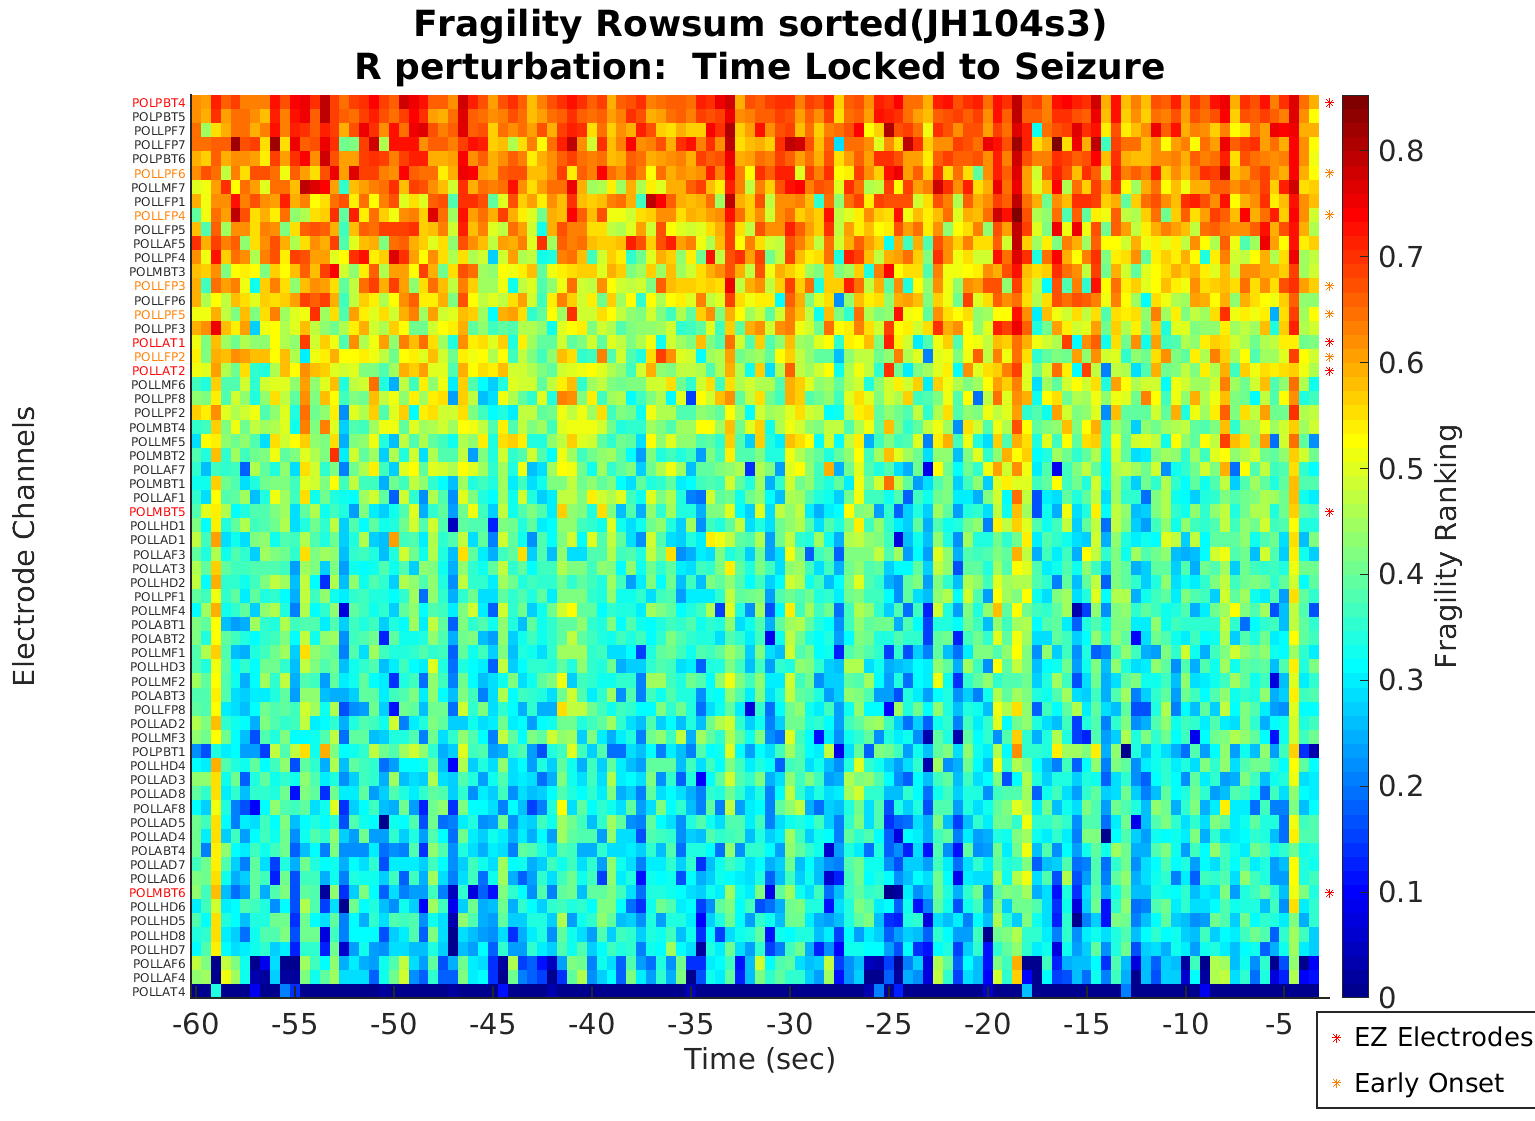 Fragility Rowsum sorted(JH104s3)
R perturbation:  Time Locked to Seizure
Electrode Channels
POLPBT4
POLPBT5
POLLPF7
POLLFP7
POLPBT6
POLLPF6
POLLMF7
POLLFP1
POLLFP4
POLLFP5
POLLAF5
POLLPF4
POLMBT3
POLLFP3
POLLFP6
POLLPF5
POLLPF3
POLLAT1
POLLFP2
POLLAT2
POLLMF6
POLLPF8
POLLPF2
POLMBT4
POLLMF5
POLMBT2
POLLAF7
POLMBT1
POLLAF1
POLMBT5
POLLHD1
POLLAD1
POLLAF3
POLLAT3
POLLHD2
POLLPF1
POLLMF4
POLABT1
POLABT2
POLLMF1
POLLHD3
POLLMF2
POLABT3
POLLFP8
POLLAD2
POLLMF3
POLPBT1
POLLHD4
POLLAD3
POLLAD8
POLLAF8
POLLAD5
POLLAD4
POLABT4
POLLAD7
POLLAD6
POLMBT6
POLLHD6
POLLHD5
POLLHD8
POLLHD7
POLLAF6
POLLAF4
POLLAT4
-60 -55 -50 -45 -40 -35 -30 -25 -20 -15 -10 -5
Time (sec)
0.8
0.7
0.6
0.5
0.4
0.3
0.2
0.1
0
Fragility Ranking
EZ Electrodes
Early Onset